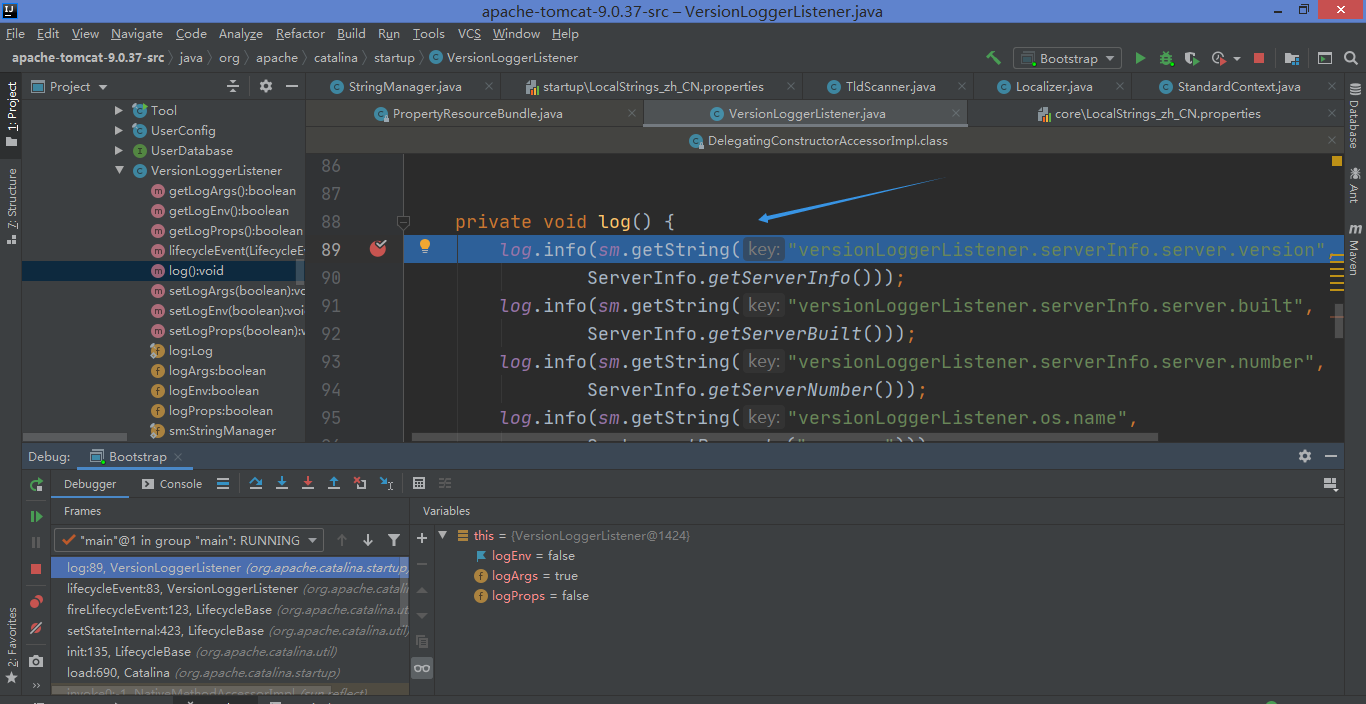 apache-tomcat-9.0.37-src – VersionLoggerListener.java
File Edit View Navigate Code Analyze Refactor Build Run Tools VCS Window Help
apache-tomcat-9.0.37-src java org apache catalina startup VersionLoggerListener
Bootstrap
Project
StringManager.java startup\LocalStrings_zh_CN.properties TldScanner.java Localizer.java StandardContext.java
PropertyResourceBundle.java VersionLoggerListener.java core\LocalStrings_zh_CN.properties
DelegatingConstructorAccessorImpl.class
1: Project
7: Structure
2: Favorites
Database
Ant
Maven
Tool
UserConfig
UserDatabase
VersionLoggerListener
getLogArgs():boolean
getLogEnv():boolean
getLogProps():boolean
lifecycleEvent(LifecycleE
log():void
setLogArgs(boolean):vo
setLogEnv(boolean):voi
setLogProps(boolean):v
log:Log
logArgs:boolean
logEnv:boolean
logProps:boolean
sm:StringManager
86
87
88 private void log() {
89 log.info(sm.getString( key: "versionLoggerListener.serverInfo.server.version"
90 ServerInfo.getServerInfo()));
91 log.info(sm.getString( key: "versionLoggerListener.serverInfo.server.built",
92 ServerInfo.getServerBuilt()));
93 log.info(sm.getString( key: "versionLoggerListener.serverInfo.server.number",
94 ServerInfo.getServerNumber()));
95 log.info(sm.getString( key: "versionLoggerListener.os.name",
Debug: Bootstrap
Debugger Console
Frames
Variables
"main"@1 in group "main": RUNNING
log:89, VersionLoggerListener (org.apache.catalina.startup)
lifecycleEvent:83, VersionLoggerListener (org.apache.catalina
fireLifecycleEvent:123, LifecycleBase (org.apache.catalina.ut
setStateInternal:423, LifecycleBase (org.apache.catalina.util)
init:135, LifecycleBase (org.apache.catalina.util)
load:690, Catalina (org.apache.catalina.startup)
invoke0:-1, NativeMethodAccessorImpl (sun.reflect)
this = {VersionLoggerListener@1424}
logEnv = false
logArgs = true
logProps = false